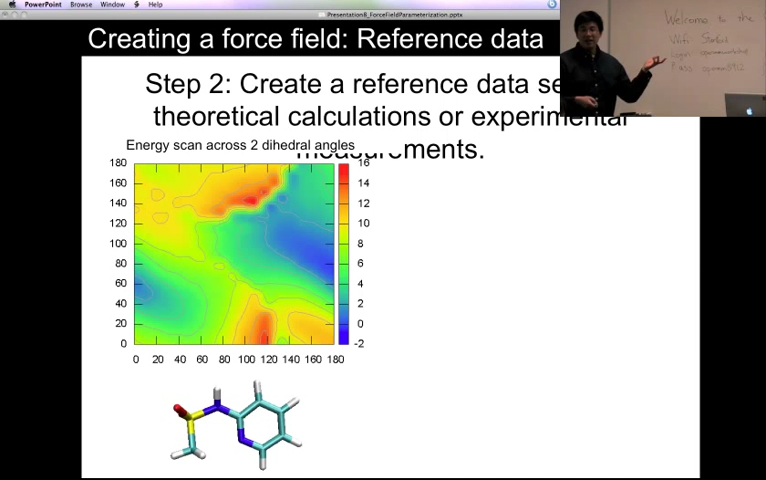 PowerPoint Browse Window Help
Presentation8_ForceFieldParameterization.pptx
Creating a force field: Reference data
Welcome to the
Wifi: Stanford
Step 2: Create a reference data se
theoretical calculations or experimental
measurements.
Energy scan across 2 dihedral angles
180
160
140
120
100
80
60
40
20
0
0 20 40 60 80 100 120 140 160 180
16
14
12
10
8
6
4
2
0
-2